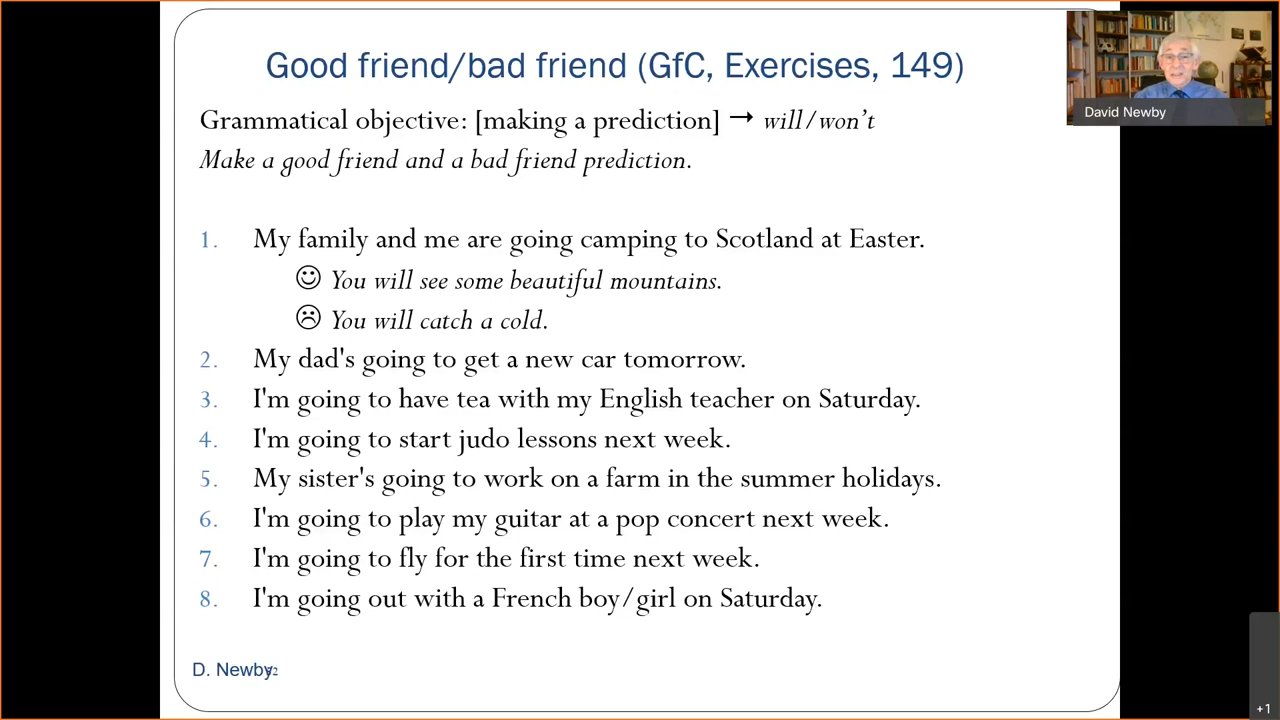 Good friend/bad friend (GfC, Exercises, 149)
David Newby
Grammatical objective: [making a prediction] → will/won't
Make a good friend and a bad friend prediction.
1. My family and me are going camping to Scotland at Easter.
☺ You will see some beautiful mountains.
☹ You will catch a cold.
2. My dad's going to get a new car tomorrow.
3. I'm going to have tea with my English teacher on Saturday.
4. I'm going to start judo lessons next week.
5. My sister's going to work on a farm in the summer holidays.
6. I'm going to play my guitar at a pop concert next week.
7. I'm going to fly for the first time next week.
8. I'm going out with a French boy/girl on Saturday.
D. Newby
+1